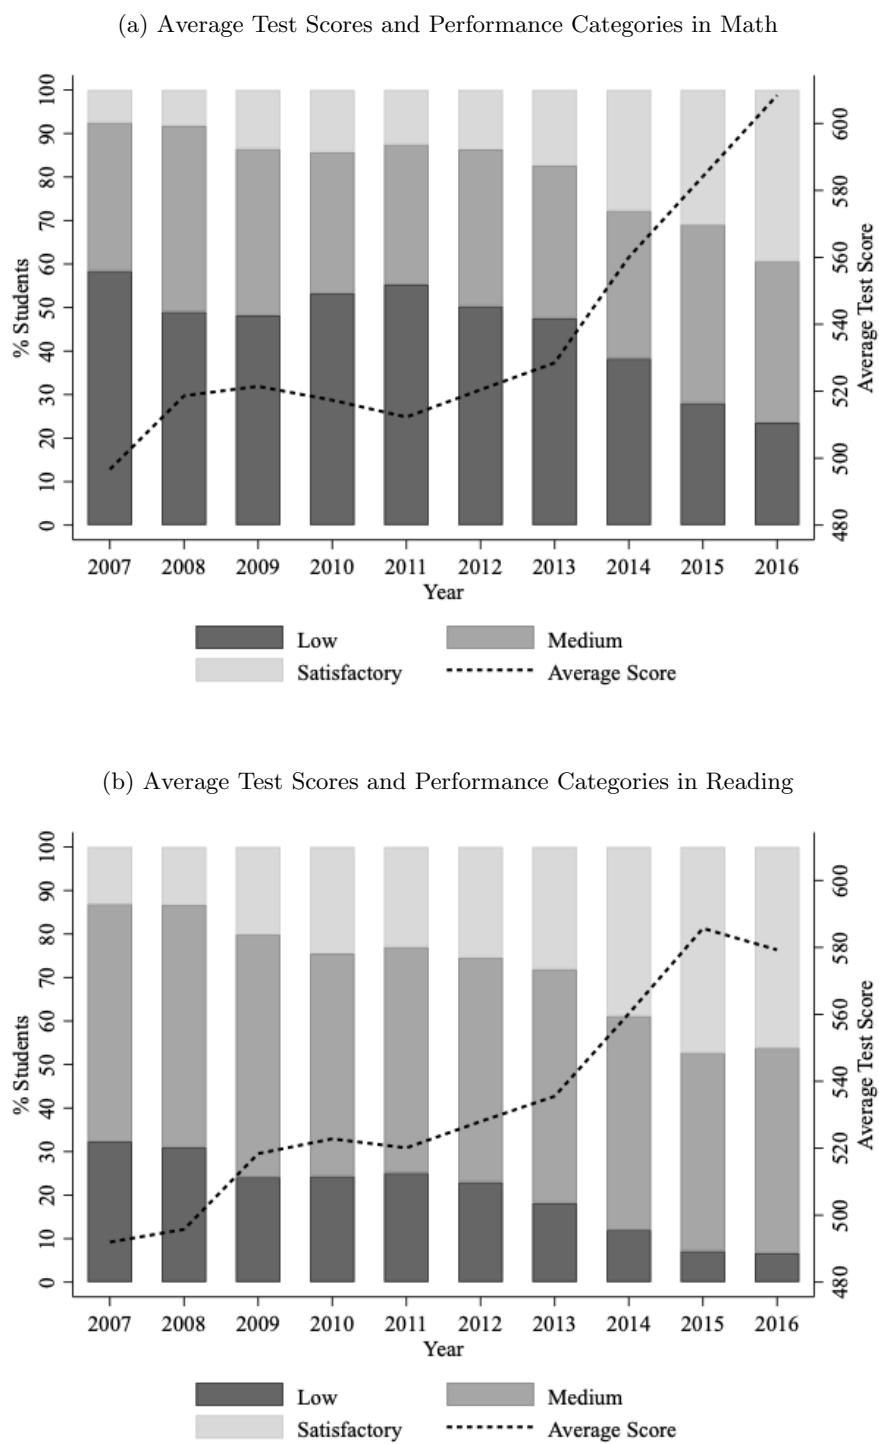 (a) Average Test Scores and Performance Categories in Math
% Students
0 10 20 30 40 50 60 70 80 90 100
480 500 520 540 560 580 600
Average Test Score
2007 2008 2009 2010 2011 2012 2013 2014 2015 2016
Year
Low Medium
Satisfactory Average Score
(b) Average Test Scores and Performance Categories in Reading
% Students
0 10 20 30 40 50 60 70 80 90 100
480 500 520 540 560 580 600
Average Test Score
2007 2008 2009 2010 2011 2012 2013 2014 2015 2016
Year
Low Medium
Satisfactory Average Score